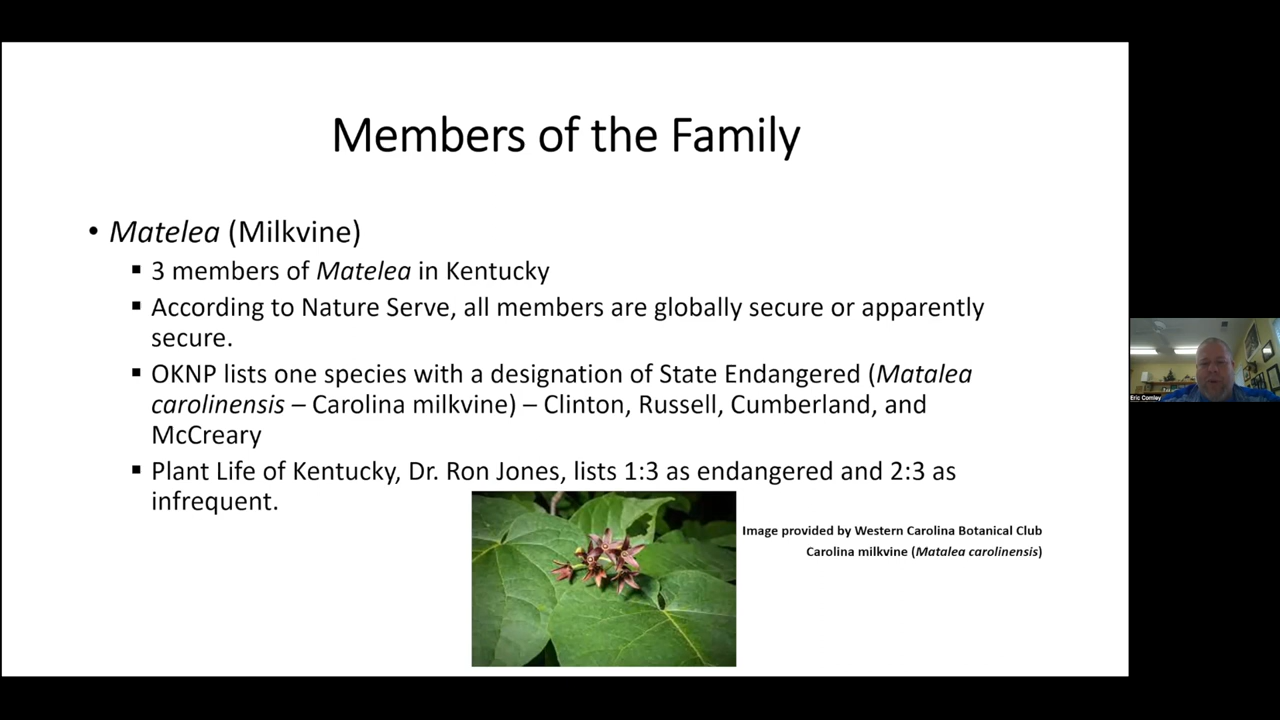 Members of the Family
• Matelea (Milkvine)
▪ 3 members of Matelea in Kentucky
▪ According to Nature Serve, all members are globally secure or apparently
secure.
▪ OKNP lists one species with a designation of State Endangered (Matalea
carolinensis – Carolina milkvine) – Clinton, Russell, Cumberland, and
McCreary
▪ Plant Life of Kentucky, Dr. Ron Jones, lists 1:3 as endangered and 2:3 as
infrequent.
Image provided by Western Carolina Botanical Club
Carolina milkvine (Matalea carolinensis)
Eric Comley